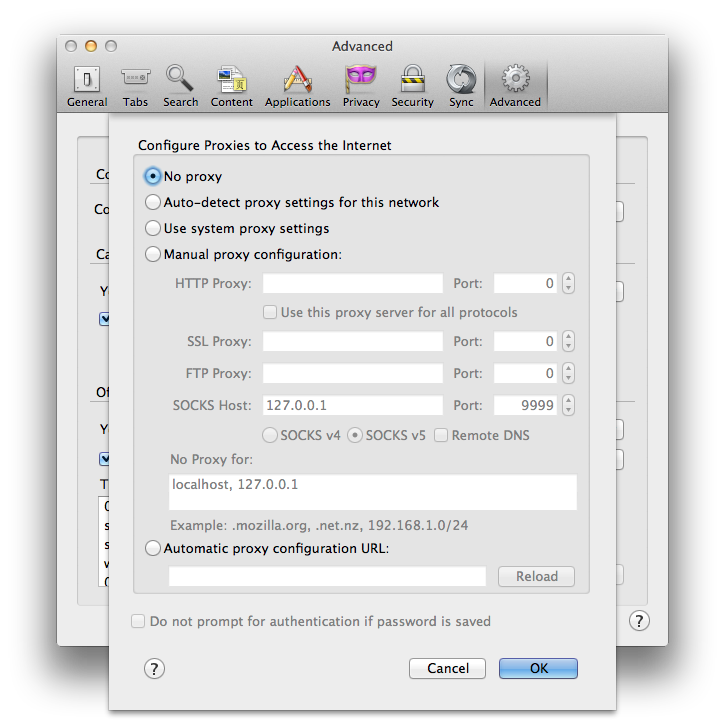 Advanced
General Tabs Search Content Applications Privacy Security Sync Advanced
Configure Proxies to Access the Internet
No proxy
Auto-detect proxy settings for this network
Use system proxy settings
Manual proxy configuration:
HTTP Proxy: Port: 0
Use this proxy server for all protocols
SSL Proxy: Port: 0
FTP Proxy: Port: 0
SOCKS Host: 127.0.0.1 Port: 9999
SOCKS v4 SOCKS v5 Remote DNS
No Proxy for:
localhost, 127.0.0.1
Example: .mozilla.org, .net.nz, 192.168.1.0/24
Automatic proxy configuration URL:
Reload
Do not prompt for authentication if password is saved
?
? Cancel OK